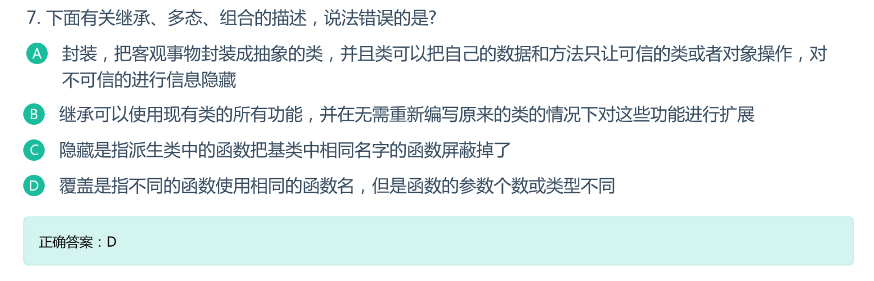 7. 下面有关继承、多态、组合的描述，说法错误的是?
A 封装，把客观事物封装成抽象的类，并且类可以把自己的数据和方法只让可信的类或者对象操作，对
不可信的进行信息隐藏
B 继承可以使用现有类的所有功能，并在无需重新编写原来的类的情况下对这些功能进行扩展
C 隐藏是指派生类中的函数把基类中相同名字的函数屏蔽掉了
D 覆盖是指不同的函数使用相同的函数名，但是函数的参数个数或类型不同
正确答案：D